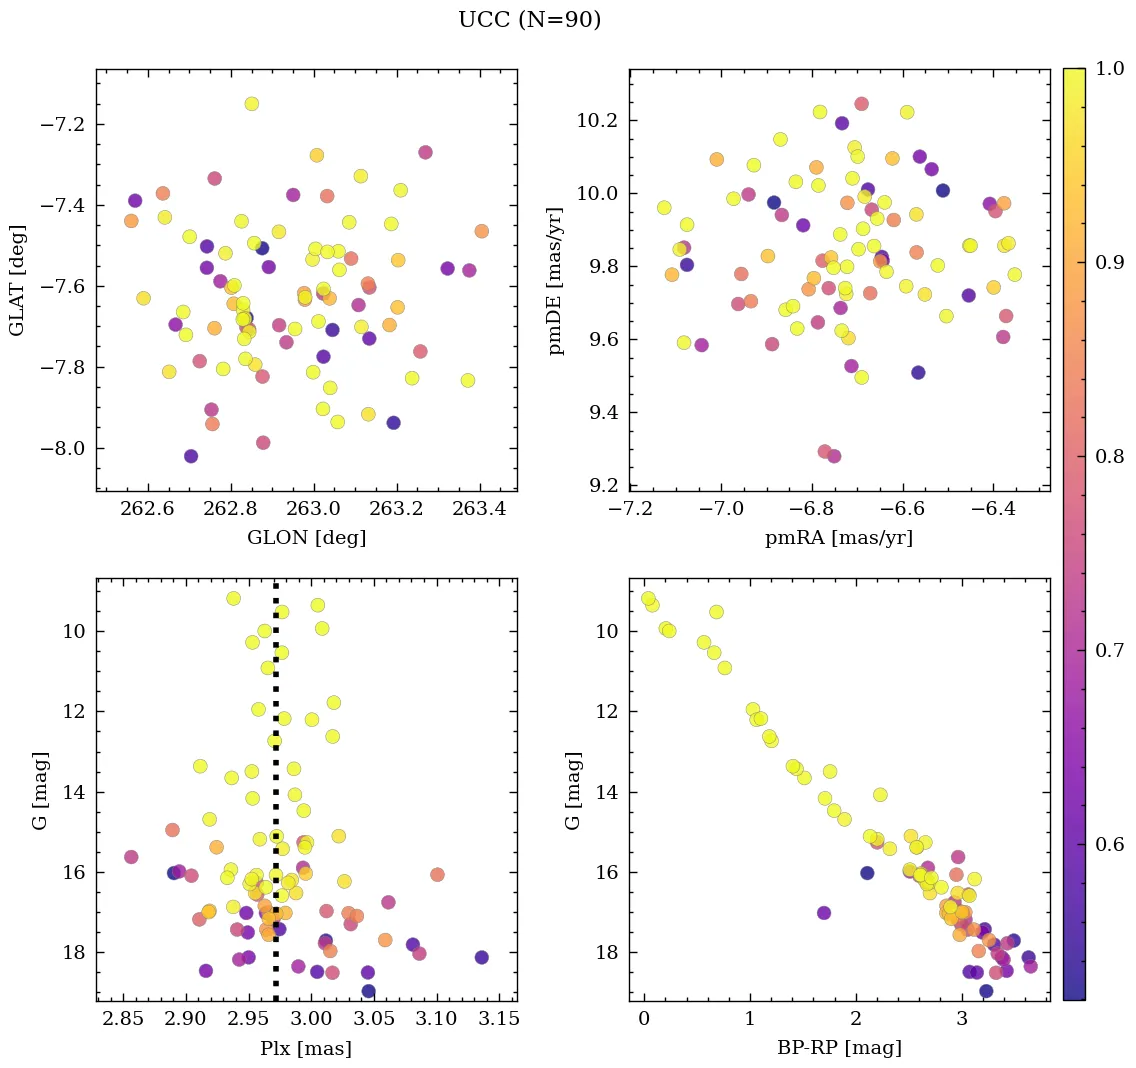 UCC (N=90)
−7.2
−7.4
−7.6
−7.8
−8.0
GLAT [deg]
262.6 262.8 263.0 263.2 263.4
GLON [deg]
10.2
10.0
9.8
9.6
9.4
9.2
pmDE [mas/yr]
−7.2 −7.0 −6.8 −6.6 −6.4
pmRA [mas/yr]
1.0
0.9
0.8
0.7
0.6
10
12
14
16
18
G [mag]
2.85 2.90 2.95 3.00 3.05 3.10 3.15
Plx [mas]
10
12
14
16
18
G [mag]
0 1 2 3
BP-RP [mag]